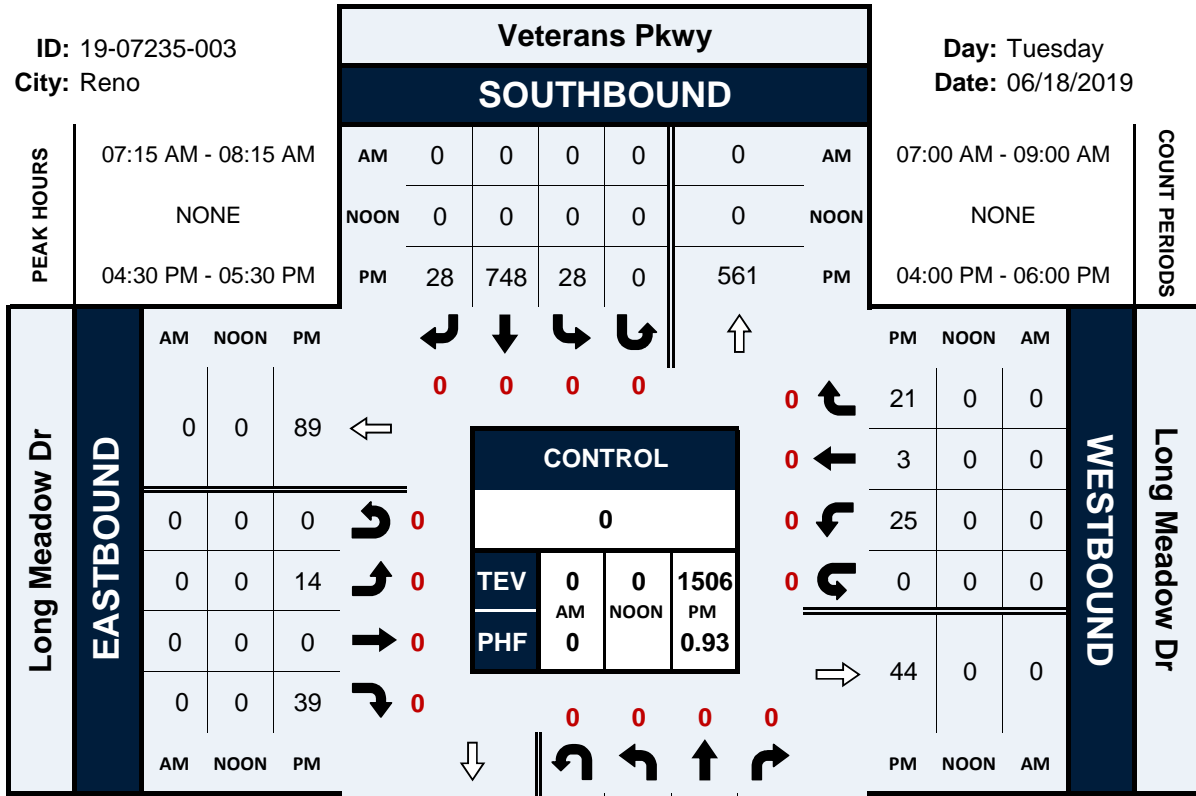 ID: 19-07235-003
City: Reno
Veterans Pkwy
SOUTHBOUND
Day: Tuesday
Date: 06/18/2019
PEAK HOURS
07:15 AM - 08:15 AM
NONE
04:30 PM - 05:30 PM
AM 0 0 0 0 0 AM
NOON 0 0 0 0 0 NOON
PM 28 748 28 0 561 PM
07:00 AM - 09:00 AM
NONE
04:00 PM - 06:00 PM
COUNT PERIODS
0 0 0 0
Long Meadow Dr
EASTBOUND
AM NOON PM
0 0 89
0 0 0 0
0 0 14 0
0 0 0 0
0 0 39 0
AM NOON PM
CONTROL
0
TEV 0 0 1506
AM NOON PM
PHF 0 0.93
PM NOON AM
0 21 0 0
0 3 0 0
0 25 0 0
0 0 0 0
44 0 0
PM NOON AM
WESTBOUND
Long Meadow Dr
0 0 0 0